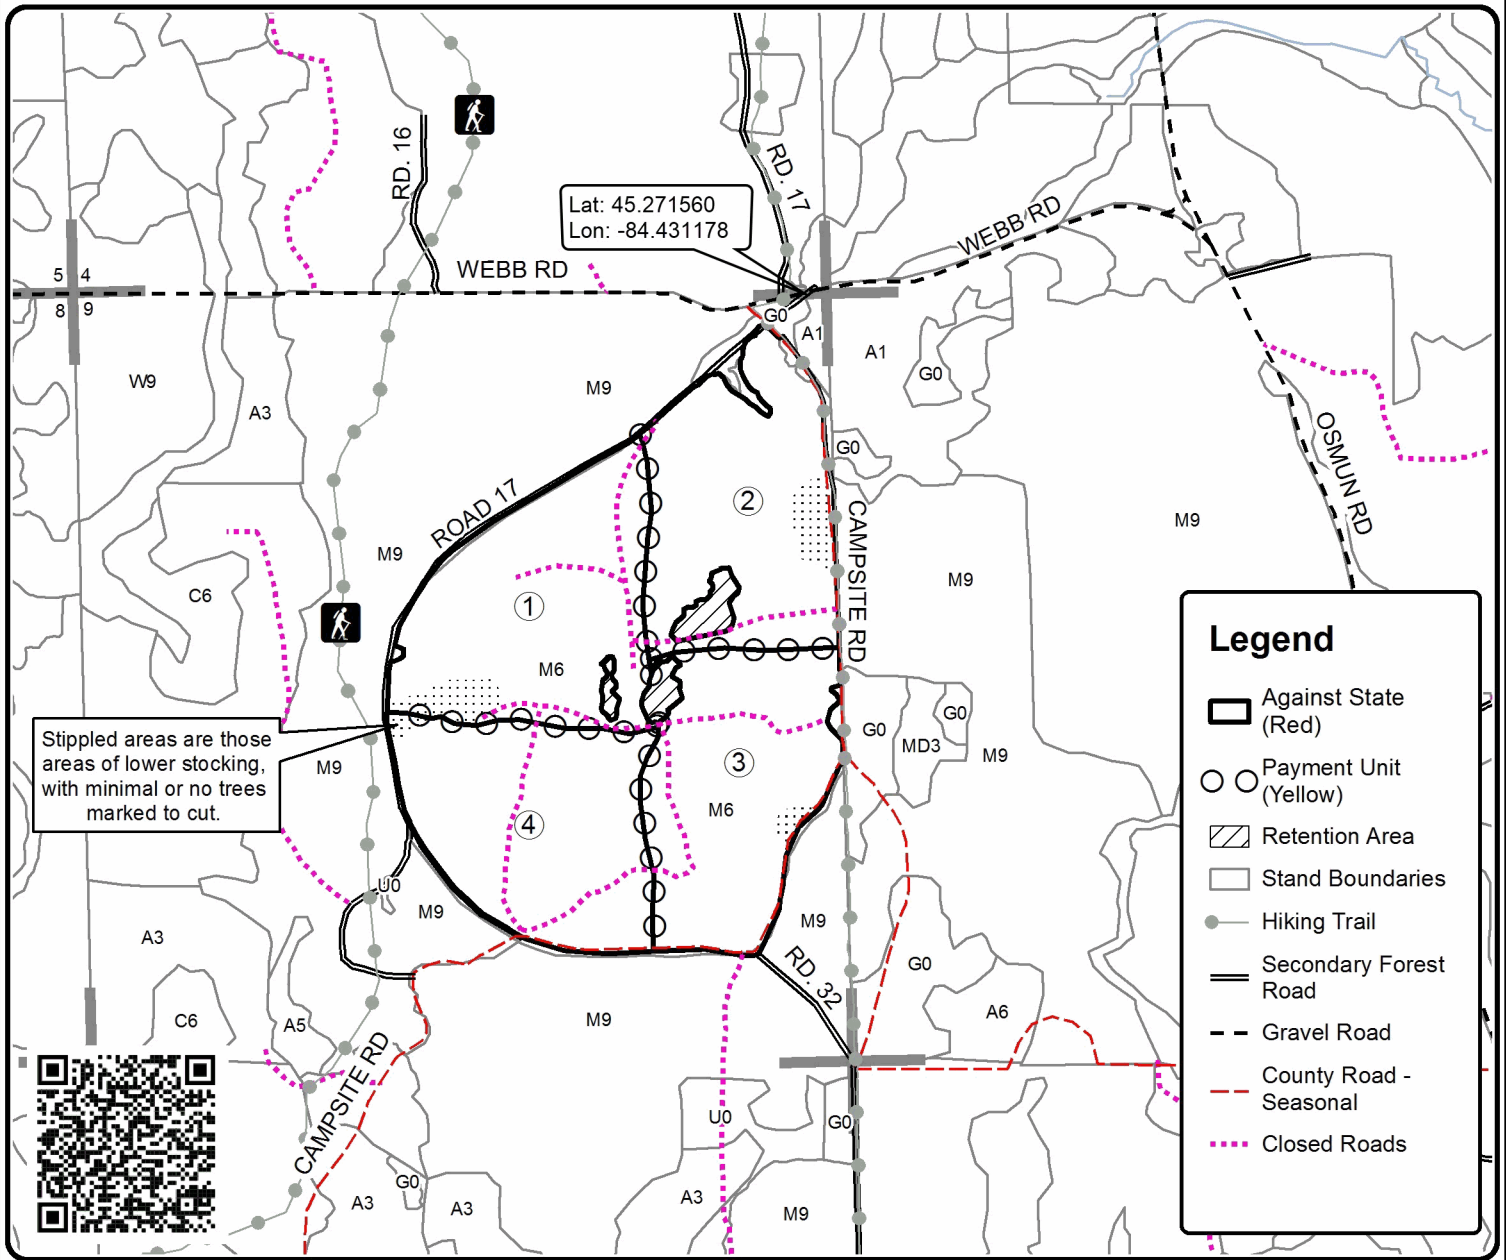 RD. 16
RD. 17
Lat: 45.271560
Lon: -84.431178
WEBB RD
WEBB RD
5 4
8 9
G0
A1
A1
G0
W9
A3
M9
OSMUN RD
G0
ROAD 17
2
CAMPSITE RD
M9
M9
M9
C6
1
M6
Stippled areas are those
areas of lower stocking,
with minimal or no trees
marked to cut.
M9
G0
G0
MD3
M9
3
M6
4
U0
M9
M9
A3
RD. 32
G0
C6
A5
M9
A6
CAMPSITE RD
U0
G0
G0
A3
A3
A3
M9
Legend
Against State
(Red)
Payment Unit
(Yellow)
Retention Area
Stand Boundaries
Hiking Trail
Secondary Forest
Road
Gravel Road
County Road -
Seasonal
Closed Roads